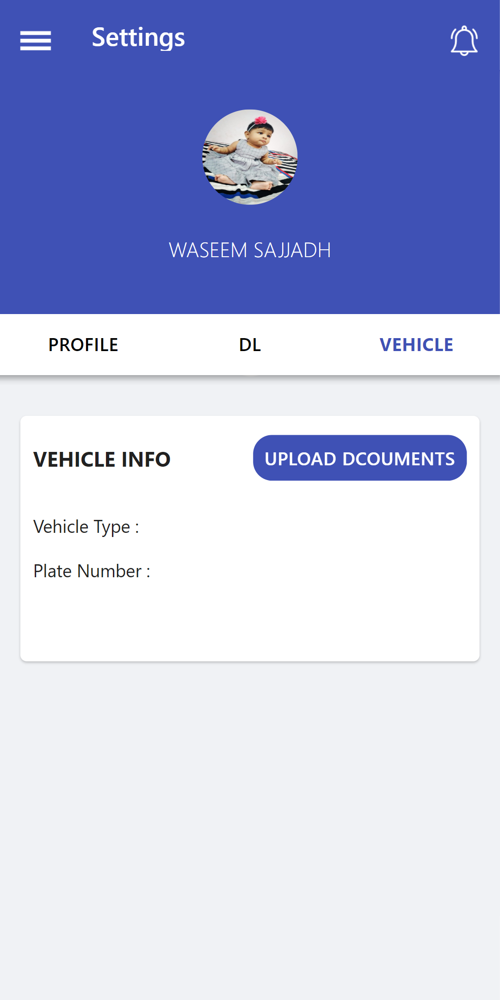 Settings
WASEEM SAJJADH
PROFILE DL VEHICLE
VEHICLE INFO UPLOAD DCOUMENTS
Vehicle Type :
Plate Number :